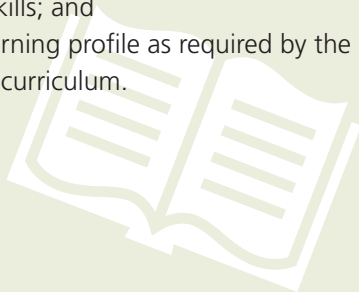 kills; and
rning profile as required by the
curriculum.